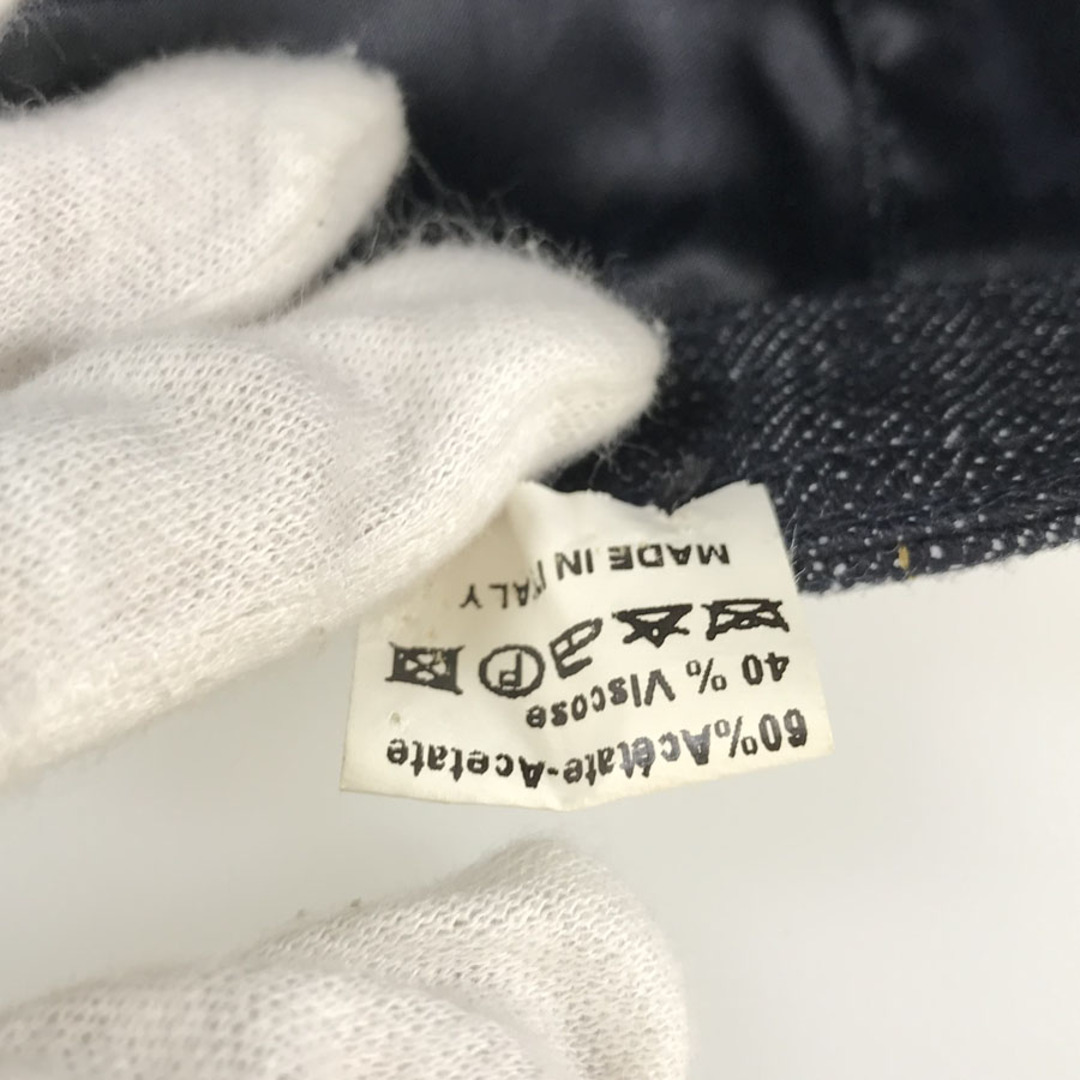 60%Acétate-Acetate
40 % Viscose
P
MADE IN ITALY